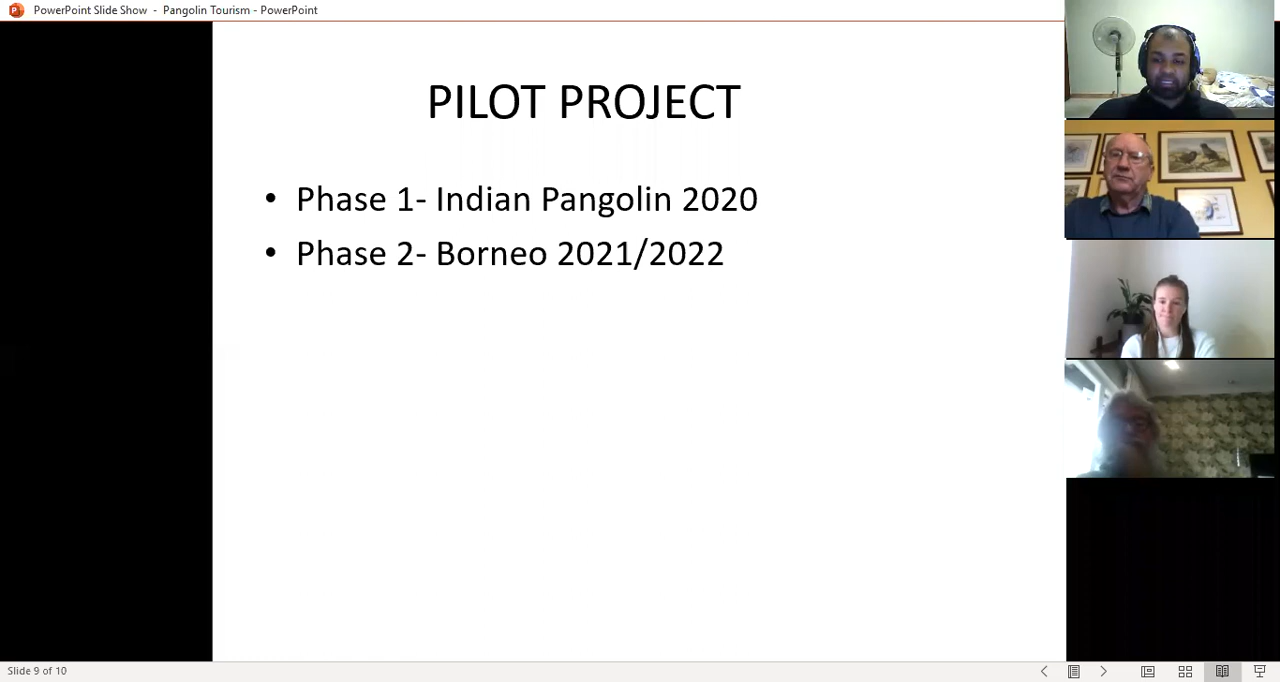 PowerPoint Slide Show - Pangolin Tourism - PowerPoint
PILOT PROJECT
• Phase 1- Indian Pangolin 2020
• Phase 2- Borneo 2021/2022
Slide 9 of 10